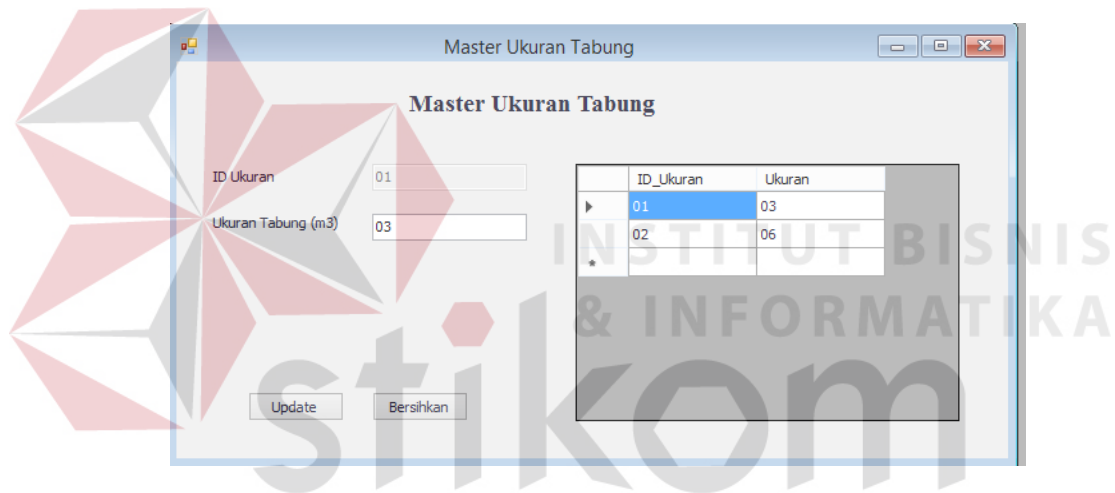 Master Ukuran Tabung
Master Ukuran Tabung
ID Ukuran
01
Ukuran Tabung (m3)
03
ID_Ukuran Ukuran
01 03
02 06
*
Update
Bersihkan
INSTITUT BISNIS
& INFORMATIKA
stikom